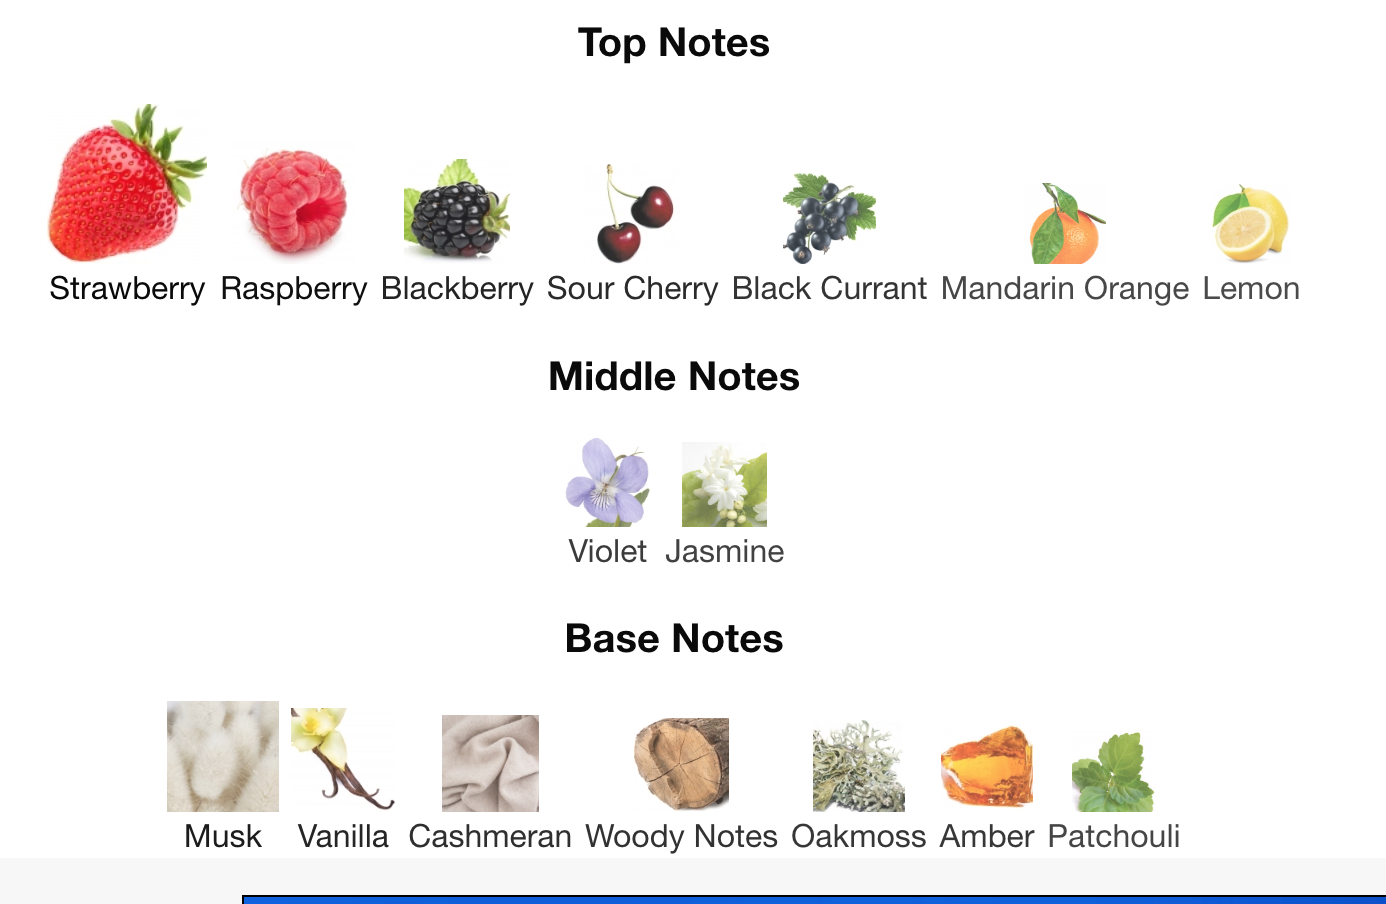 Top Notes
Strawberry Raspberry Blackberry Sour Cherry Black Currant Mandarin Orange Lemon
Middle Notes
Violet Jasmine
Base Notes
Musk Vanilla Cashmeran Woody Notes Oakmoss Amber Patchouli